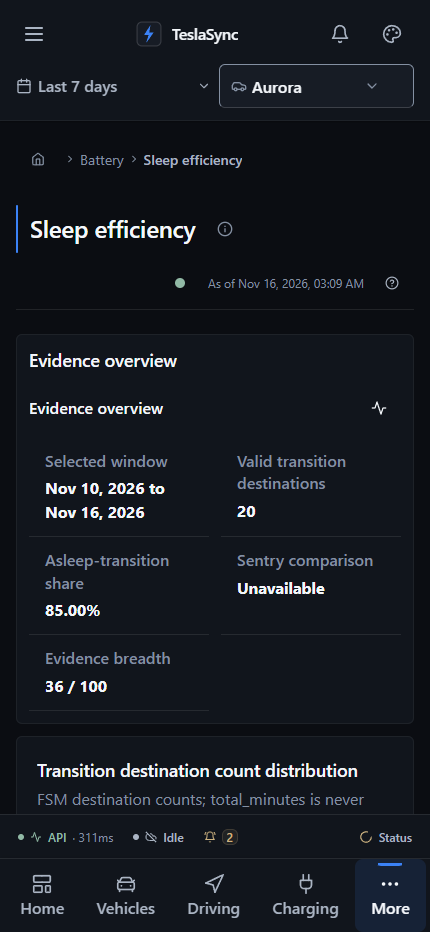 TeslaSync
Last 7 days
Aurora
Battery
Sleep efficiency
Sleep efficiency
As of Nov 16, 2026, 03:09 AM
Evidence overview
Evidence overview
Selected window
Nov 10, 2026 to
Nov 16, 2026
Valid transition
destinations
20
Asleep-transition
share
85.00%
Sentry comparison
Unavailable
Evidence breadth
36 / 100
Transition destination count distribution
FSM destination counts; total_minutes is never
API · 311ms
Idle
2
Status
Home
Vehicles
Driving
Charging
More